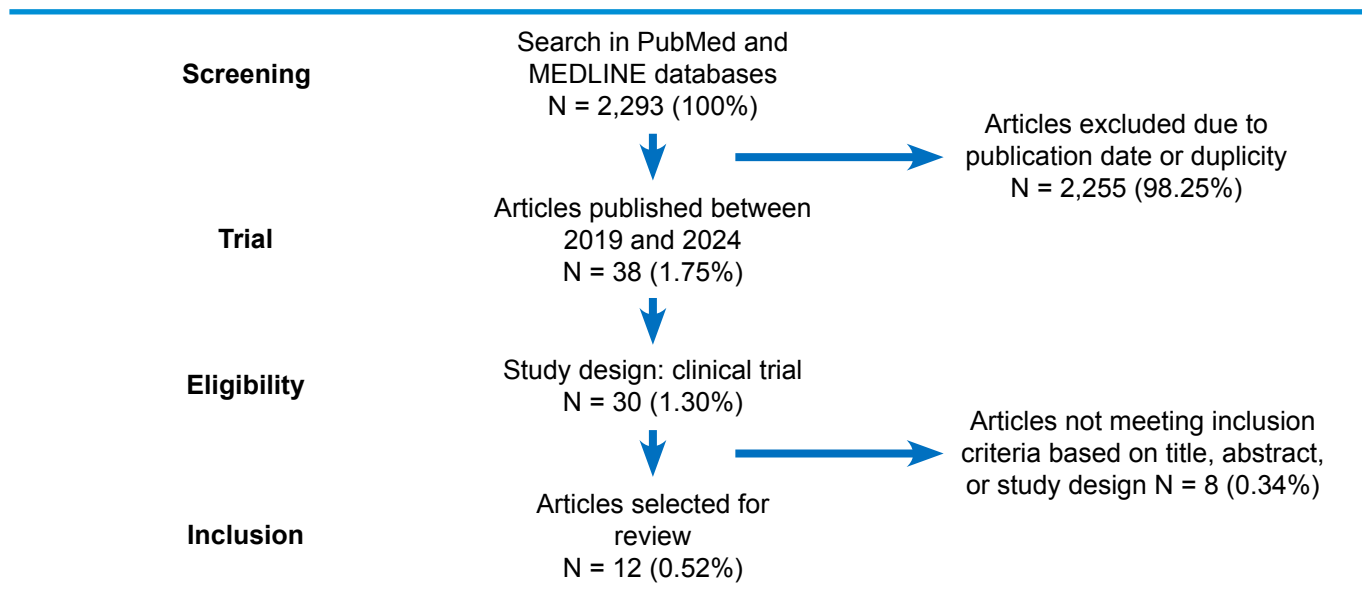 Screening
Search in PubMed and
MEDLINE databases
N = 2,293 (100%)
Articles excluded due to
publication date or duplicity
N = 2,255 (98.25%)
Trial
Articles published between
2019 and 2024
N = 38 (1.75%)
Eligibility
Study design: clinical trial
N = 30 (1.30%)
Articles not meeting inclusion
criteria based on title, abstract,
or study design N = 8 (0.34%)
Inclusion
Articles selected for
review
N = 12 (0.52%)